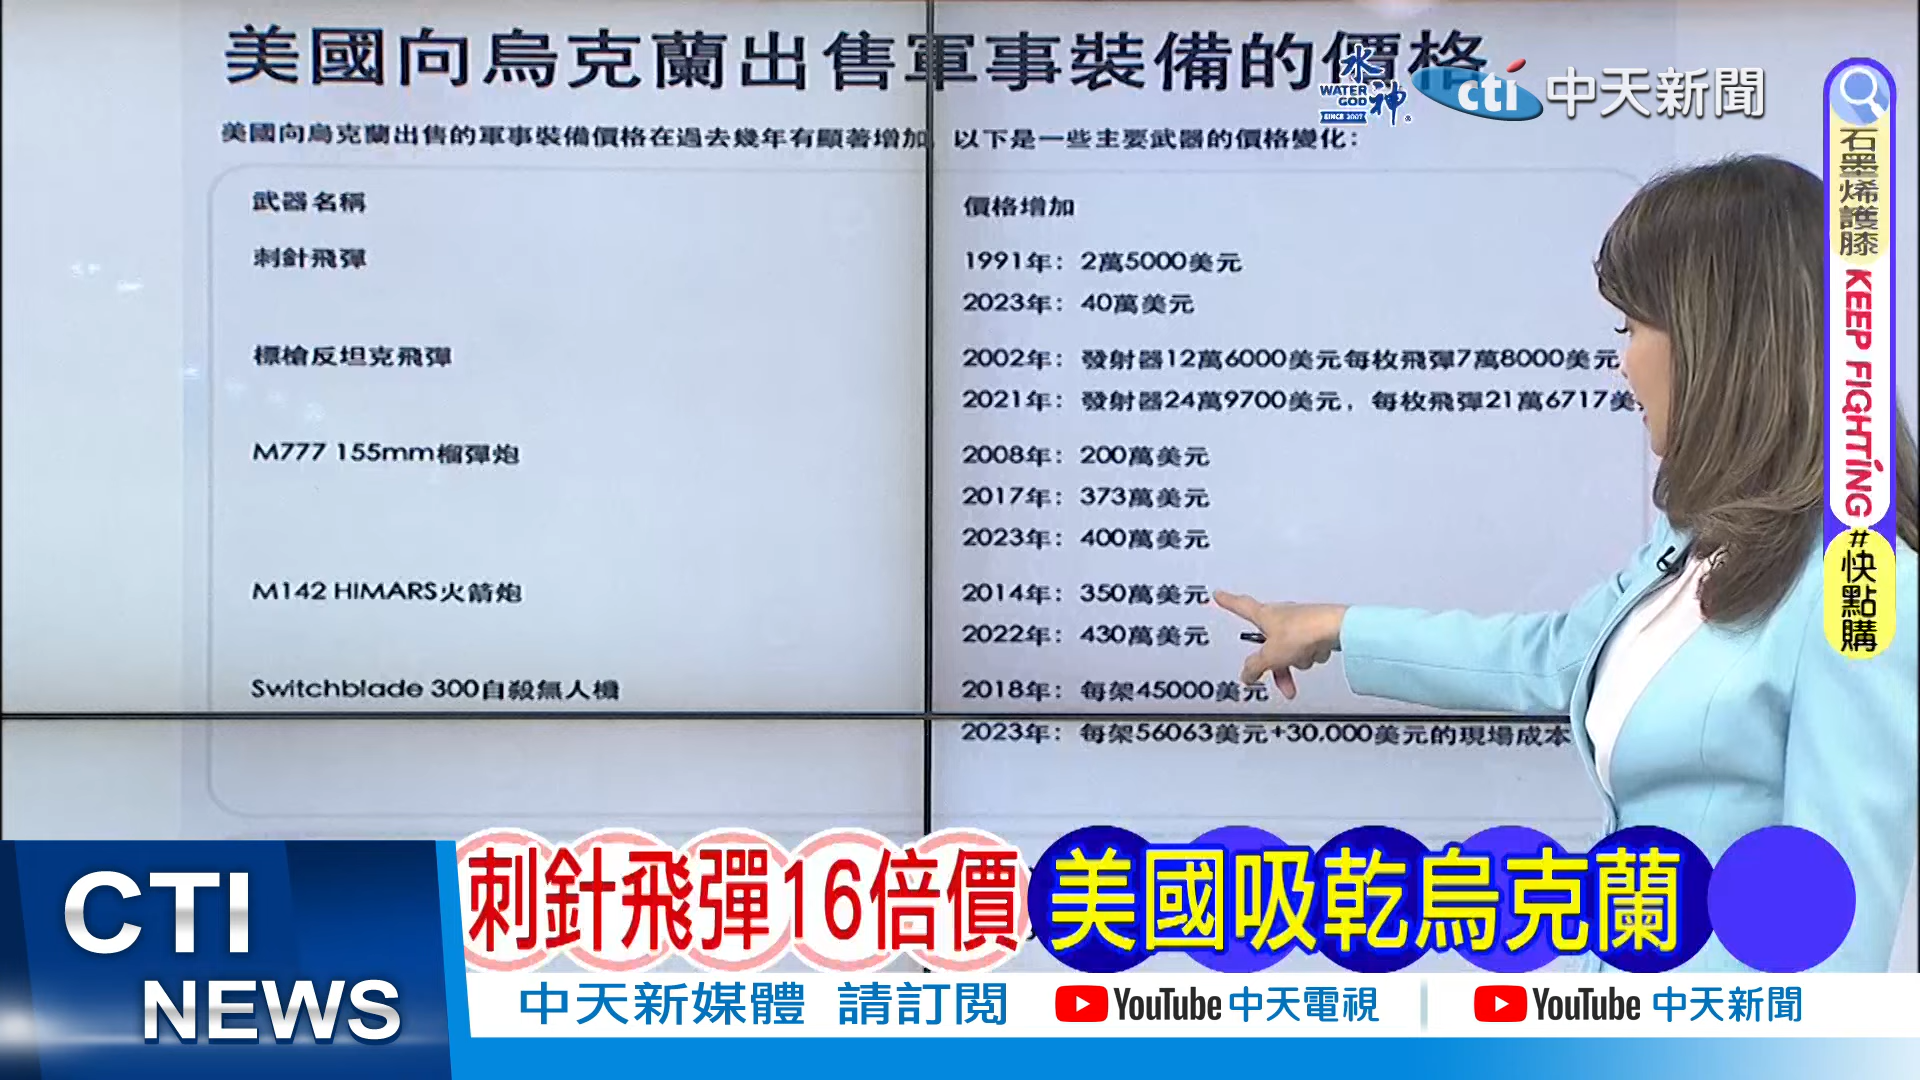 美國向烏克蘭出售軍事裝備的價格
水神
WATER GOD
SINCE 2007
cti 中天新聞
美國向烏克蘭出售的軍事裝備價格在過去幾年有顯著增加，以下是一些主要武器的價格變化：
武器名稱 價格增加
刺針飛彈 1991年：2萬5000美元
2023年：40萬美元
標槍反坦克飛彈 2002年：發射器12萬6000美元每枚飛彈7萬8000美元
2021年：發射器24萬9700美元，每枚飛彈21萬6717美
M777 155mm榴彈炮 2008年：200萬美元
2017年：373萬美元
2023年：400萬美元
M142 HIMARS火箭炮 2014年：350萬美元
2022年：430萬美元
Switchblade 300自殺無人機 2018年：每架45000美元
2023年：每架56063美元+30.000美元的現場成本
石墨烯護膝
KEEP FIGHTING
#快點購
刺針飛彈16倍價 美國吸乾烏克蘭
CTI NEWS
中天新媒體 請訂閱 YouTube 中天電視 YouTube 中天新聞